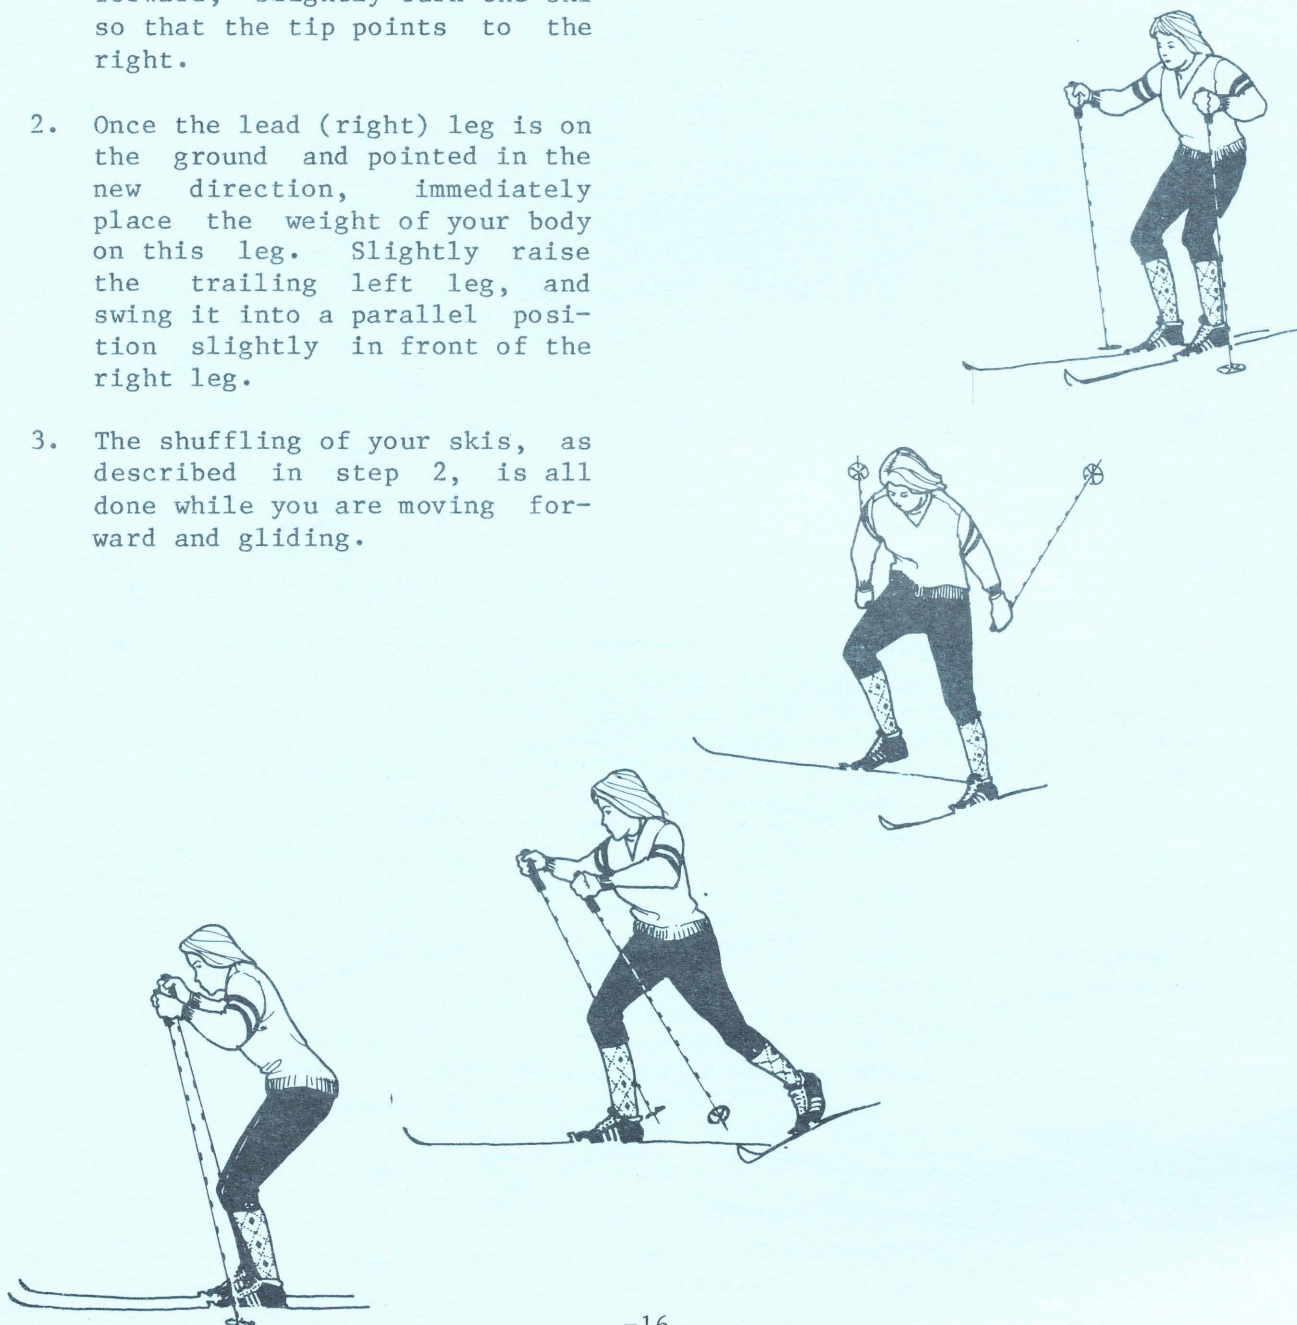 so that the tip points to the
right.
2. Once the lead (right) leg is on
the ground and pointed in the
new direction, immediately
place the weight of your body
on this leg. Slightly raise
the trailing left leg, and
swing it into a parallel posi-
tion slightly in front of the
right leg.
3. The shuffling of your skis, as
described in step 2, is all
done while you are moving for-
ward and gliding.
-16